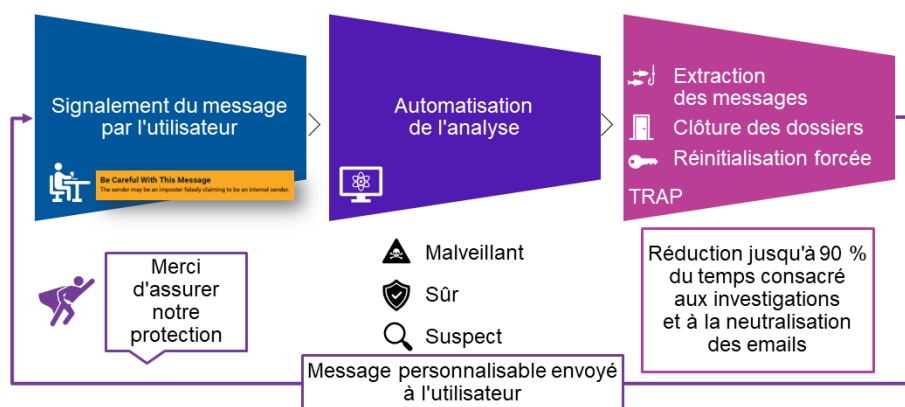 Signalement du message
par l'utilisateur
Be Careful With This Message
The sender may be an imposter falsely claiming to be an internal sender.
Automatisation
de l'analyse
Extraction
des messages
Clôture des dossiers
Réinitialisation forcée
TRAP
Merci
d'assurer
notre
protection
Malveillant
Sûr
Suspect
Réduction jusqu'à 90 %
du temps consacré
aux investigations
et à la neutralisation
des emails
Message personnalisable envoyé
à l'utilisateur